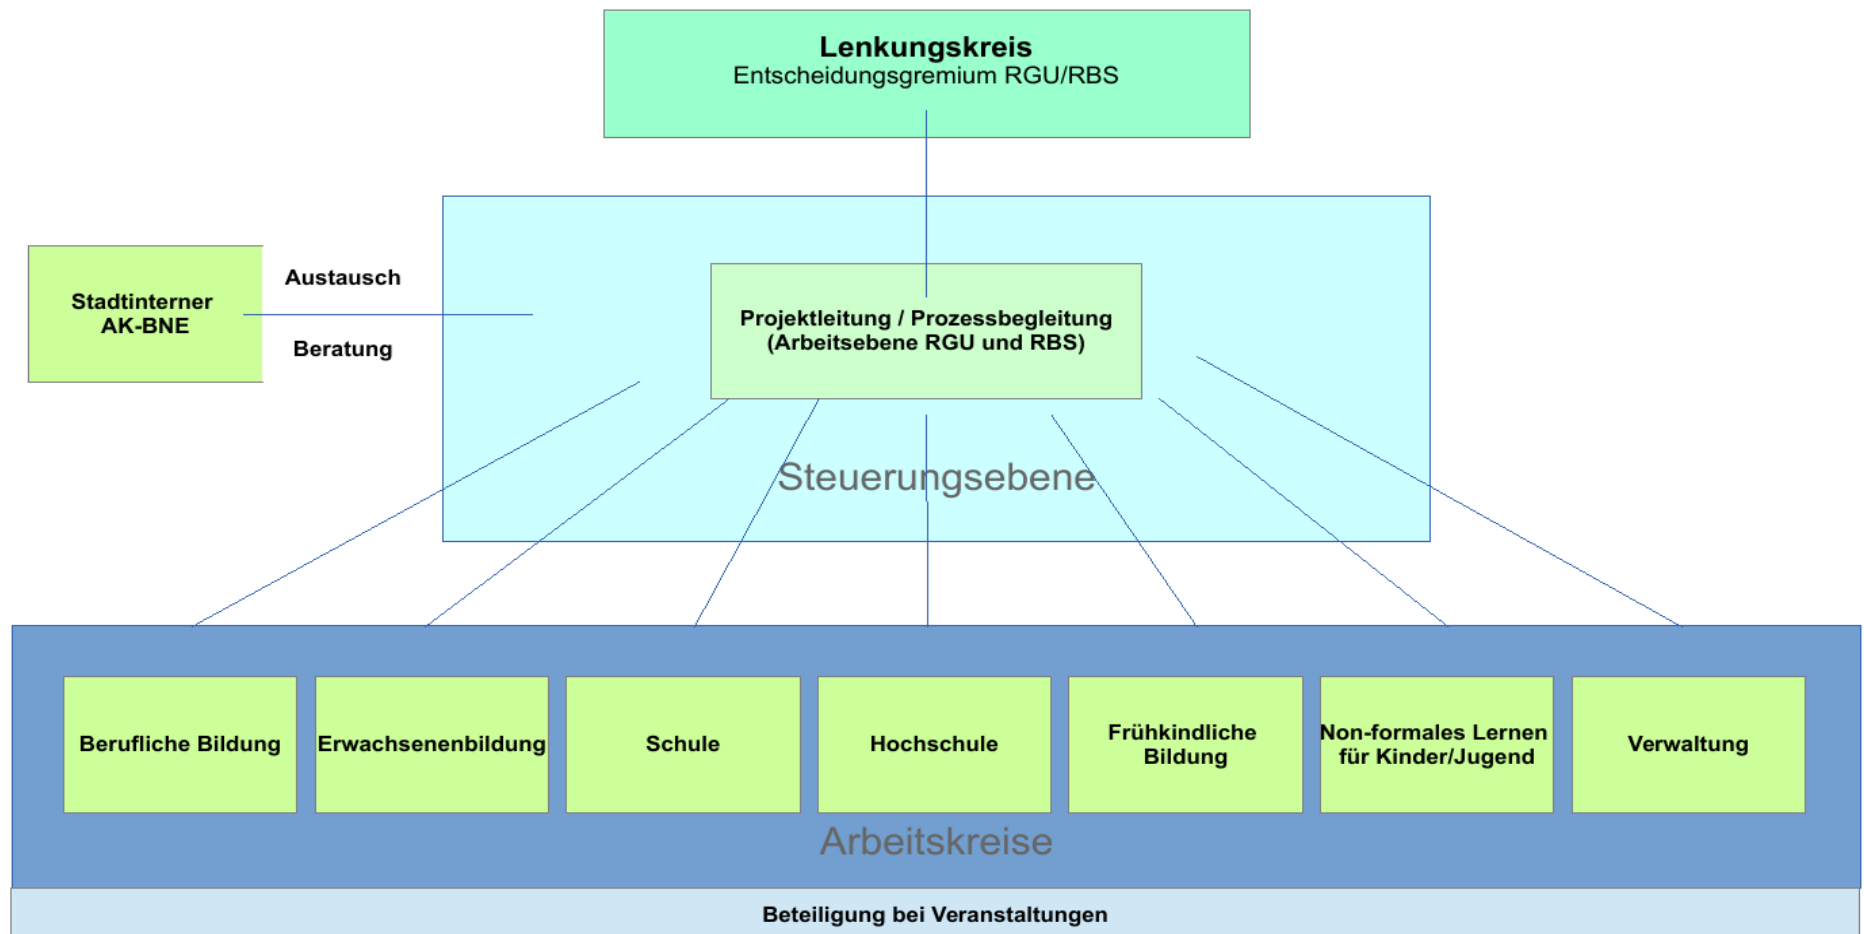 Lenkungskreis
Entscheidungsgremium RGU/RBS
Stadtinterner
AK-BNE
Austausch
Beratung
Projektleitung / Prozessbegleitung
(Arbeitsebene RGU und RBS)
Steuerungsebene
Berufliche Bildung
Erwachsenenbildung
Schule
Hochschule
Frühkindliche
Bildung
Non-formales Lernen
für Kinder/Jugend
Verwaltung
Arbeitskreise
Beteiligung bei Veranstaltungen